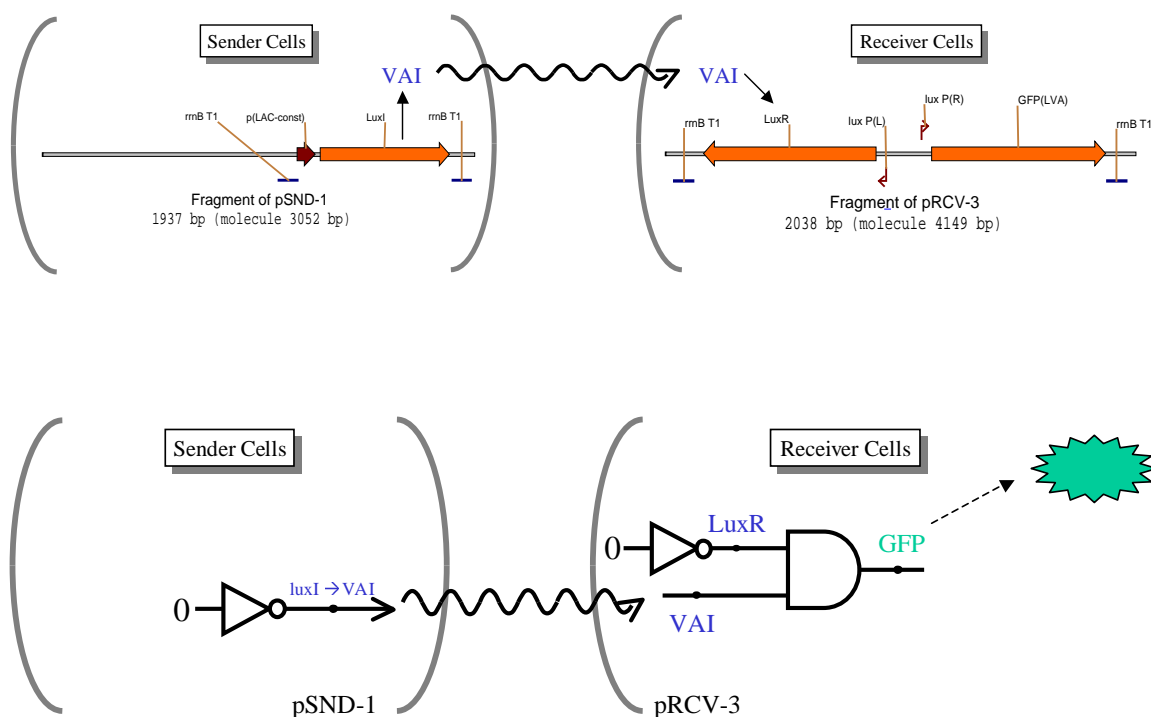 Sender Cells
VAI
rrnB T1
p(LAC-const)
LuxI
rrnB T1
Fragment of pSND-1
1937 bp (molecule 3052 bp)
Receiver Cells
VAI
rrnB T1
LuxR
lux P(L)
lux P(R)
GFP(LVA)
rrnB T1
Fragment of pRCV-3
2038 bp (molecule 4149 bp)
Sender Cells
0
luxI → VAI
pSND-1
Receiver Cells
0
LuxR
VAI
GFP
pRCV-3